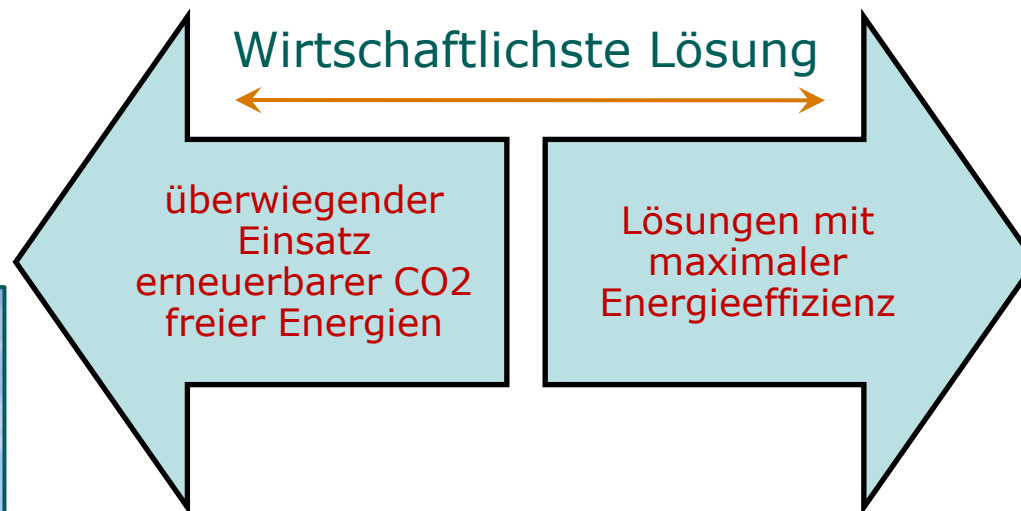 Wirtschaftlichste Lösung
überwiegender
Einsatz
erneuerbarer CO2
freier Energien
Lösungen mit
maximaler
Energieeffizienz